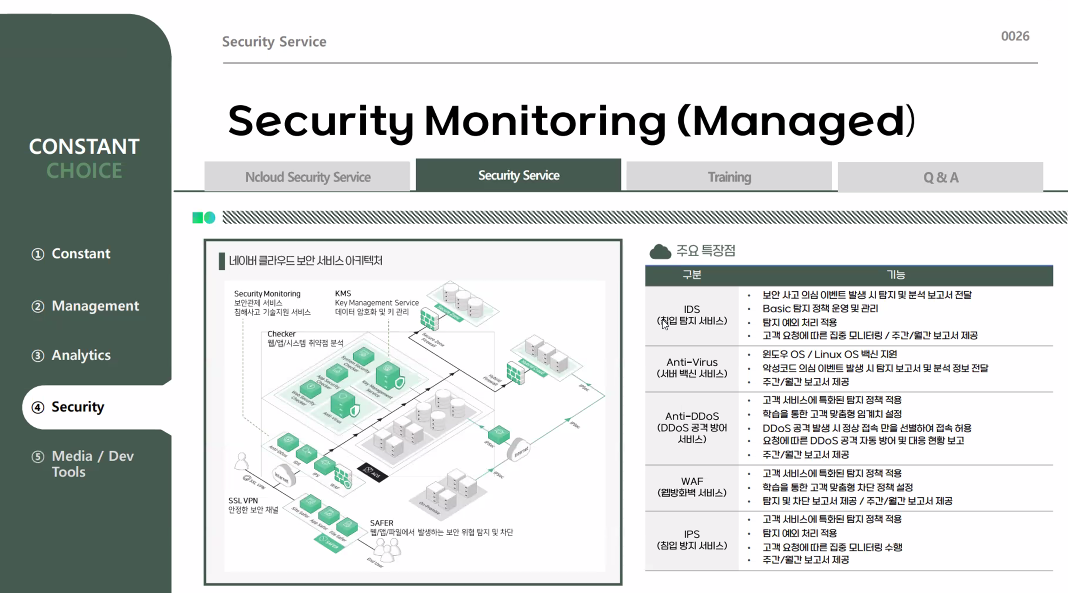 Security Service
0026
Security Monitoring (Managed)
CONSTANT
CHOICE
① Constant
② Management
③ Analytics
④ Security
⑤ Media / Dev
Tools
Ncloud Security Service
Security Service
Training
Q & A
네이버 클라우드 보안 서비스 아키텍처
Security Monitoring
보안관제 서비스
침해사고 기술지원 서비스
KMS
Key Management Service
데이터 암호화 및 키 관리
Checker
웹/앱/시스템 취약점 분석
SSL VPN
SSL VPN
안정한 보안 채널
SAFER
웹/앱/파일에서 발생하는 보안 위협 탐지 및 차단
ACL
Internet
IPsec
IPsec
IPsec
On-Premise
End User
주요 특장점
구분
기능
IDS
(침입 탐지 서비스)
• 보안 사고 의심 이벤트 발생 시 탐지 및 분석 보고서 전달
• Basic 탐지 정책 운영 및 관리
• 탐지 예외 처리 적용
• 고객 요청에 따른 집중 모니터링 / 주간/월간 보고서 제공
Anti-Virus
(서버 백신 서비스)
• 윈도우 OS / Linux OS 백신 지원
• 악성코드 의심 이벤트 발생 시 탐지 보고서 및 분석 정보 전달
• 주간/월간 보고서 제공
Anti-DDoS
(DDoS 공격 방어
서비스)
• 고객 서비스에 특화된 탐지 정책 적용
• 학습을 통한 고객 맞춤형 임계치 설정
• DDoS 공격 발생 시 정상 접속 만을 선별하여 접속 허용
• 요청에 따른 DDoS 공격 자동 방어 및 대응 현황 보고
• 주간/월간 보고서 제공
WAF
(웹방화벽 서비스)
• 고객 서비스에 특화된 탐지 정책 적용
• 학습을 통한 고객 맞춤형 차단 정책 설정
• 탐지 및 차단 보고서 제공 / 주간/월간 보고서 제공
IPS
(침입 방지 서비스)
• 고객 서비스에 특화된 탐지 정책 적용
• 탐지 예외 처리 적용
• 고객 요청에 따른 집중 모니터링 수행
• 주간/월간 보고서 제공